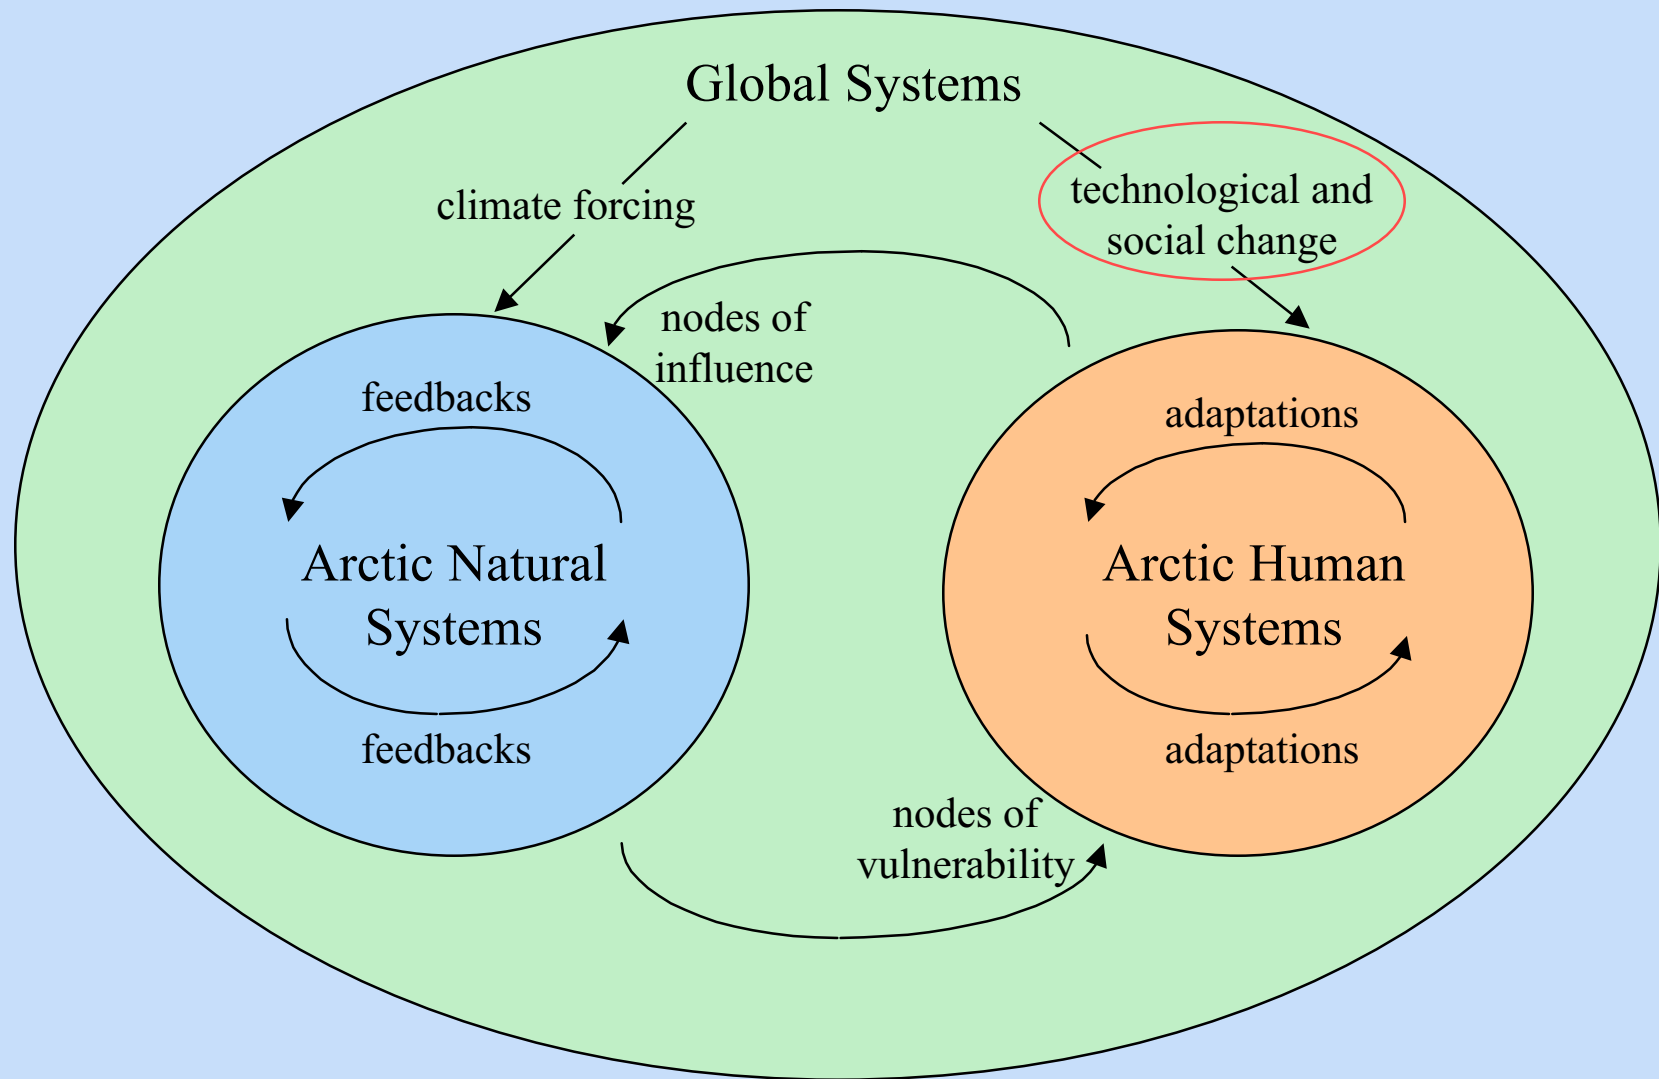 Global Systems
climate forcing
technological and
social change
nodes of
influence
feedbacks
adaptations
Arctic Natural
Systems
Arctic Human
Systems
feedbacks
adaptations
nodes of
vulnerability